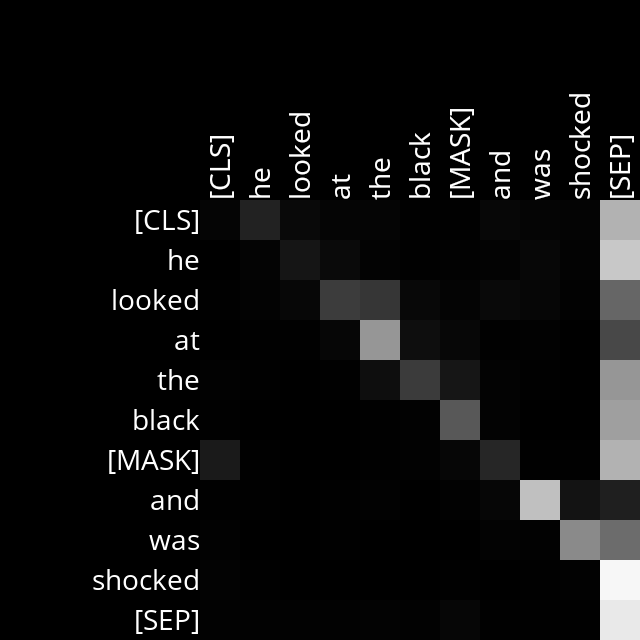 [CLS] he looked at the black [MASK] and was shocked [SEP]
[CLS]
he
looked
at
the
black
[MASK]
and
was
shocked
[SEP]